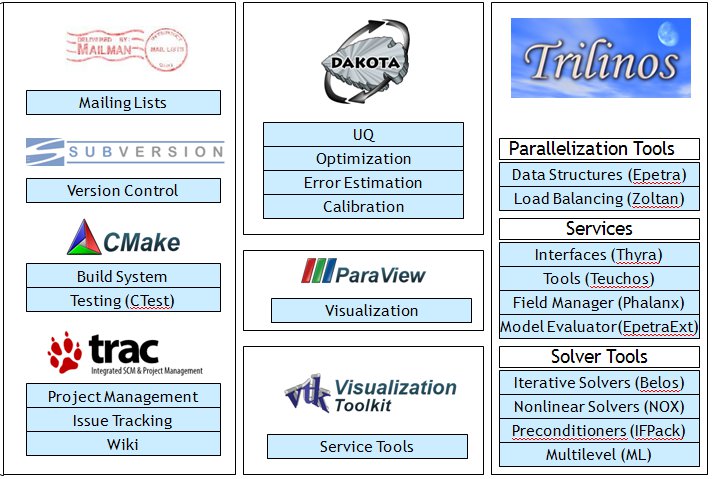 DELIVERED BY:
MAILMAN
MAIL LISTS
Mailing Lists
SUBVERSION
Version Control
CMake
Build System
Testing (CTest)
trac
Integrated SCM & Project Management
Project Management
Issue Tracking
Wiki
DAKOTA
UQ
Optimization
Error Estimation
Calibration
ParaView
Visualization
vtk Visualization
Toolkit
Service Tools
Trilinos
Parallelization Tools
Data Structures (Epetra)
Load Balancing (Zoltan)
Services
Interfaces (Thyra)
Tools (Teuchos)
Field Manager (Phalanx)
Model Evaluator(EpetraExt)
Solver Tools
Iterative Solvers (Belos)
Nonlinear Solvers (NOX)
Preconditioners (IFPack)
Multilevel (ML)